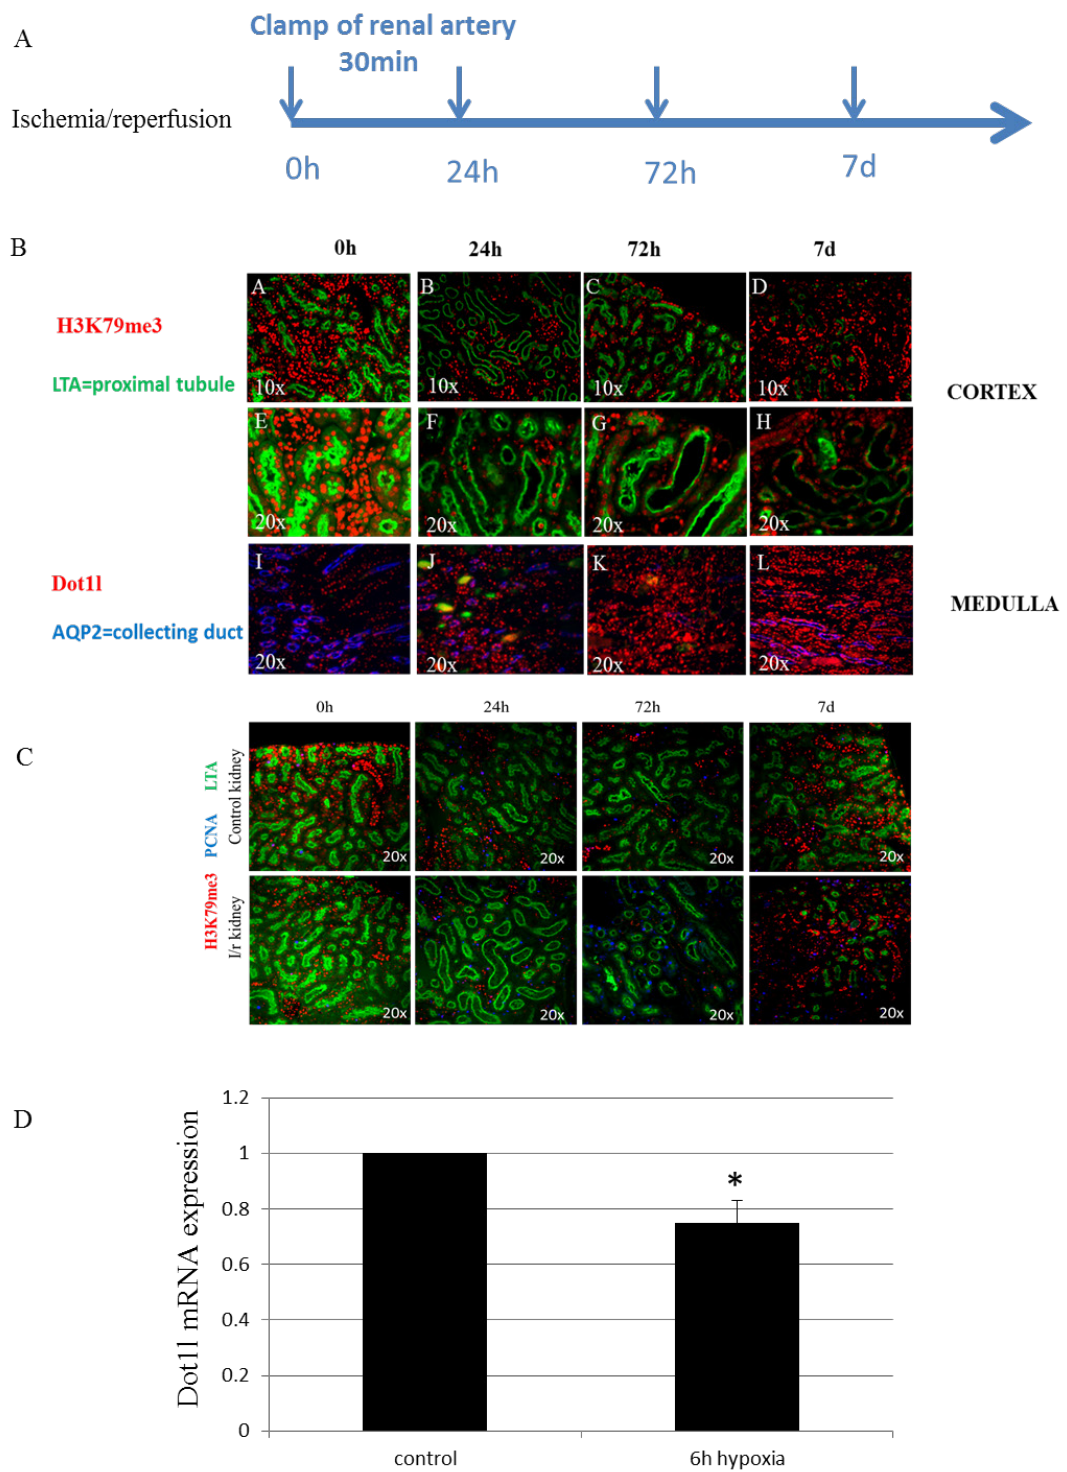 A
Clamp of renal artery
30min
Ischemia/reperfusion
0h
24h
72h
7d
B
0h
24h
72h
7d
H3K79me3
LTA=proximal tubule
A
10x
B
10x
C
10x
D
10x
CORTEX
E
20x
F
20x
G
20x
H
20x
Dot1l
AQP2=collecting duct
I
20x
J
20x
K
20x
L
20x
MEDULLA
C
0h
24h
72h
7d
H3K79me3 PCNA LTA
Control kidney
20x
20x
20x
20x
I/r kidney
20x
20x
20x
20x
D
Dot1l mRNA expression
1.2
1
0.8
0.6
0.4
0.2
0
*
control
6h hypoxia